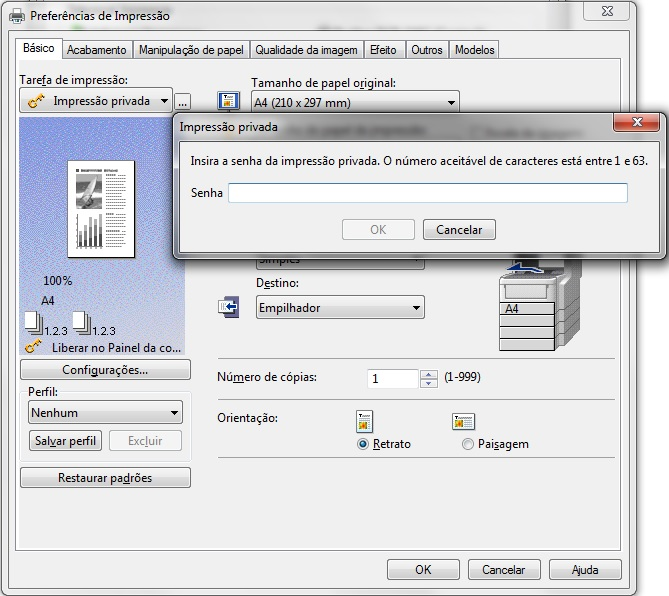 Preferências de Impressão
Básico Acabamento Manipulação de papel Qualidade da imagem Efeito Outros Modelos
Tarefa de impressão:
Impressão privada ...
Tamanho de papel original:
A4 (210 x 297 mm)
Impressão privada
Insira a senha da impressão privada. O número aceitável de caracteres está entre 1 e 63.
Senha
OK Cancelar
Simples
100%
A4
1.2.3 1.2.3
Liberar no Painel da co...
Destino:
Empilhador
A4
Configurações...
Número de cópias: 1 (1-999)
Perfil:
Nenhum
Salvar perfil Excluir
Orientação:
Retrato Paisagem
Restaurar padrões
OK Cancelar Ajuda